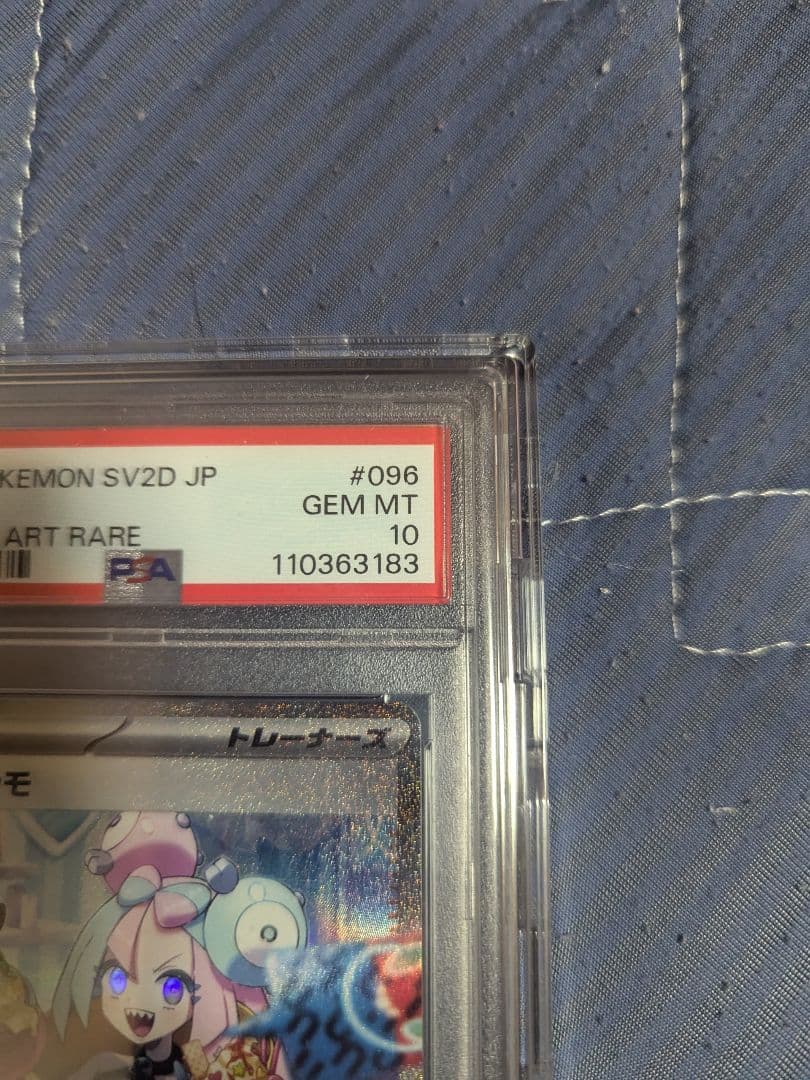 KEMON SV2D JP #096
GEM MT
ART RARE 10
PSA 110363183
トレーナーズ
モ